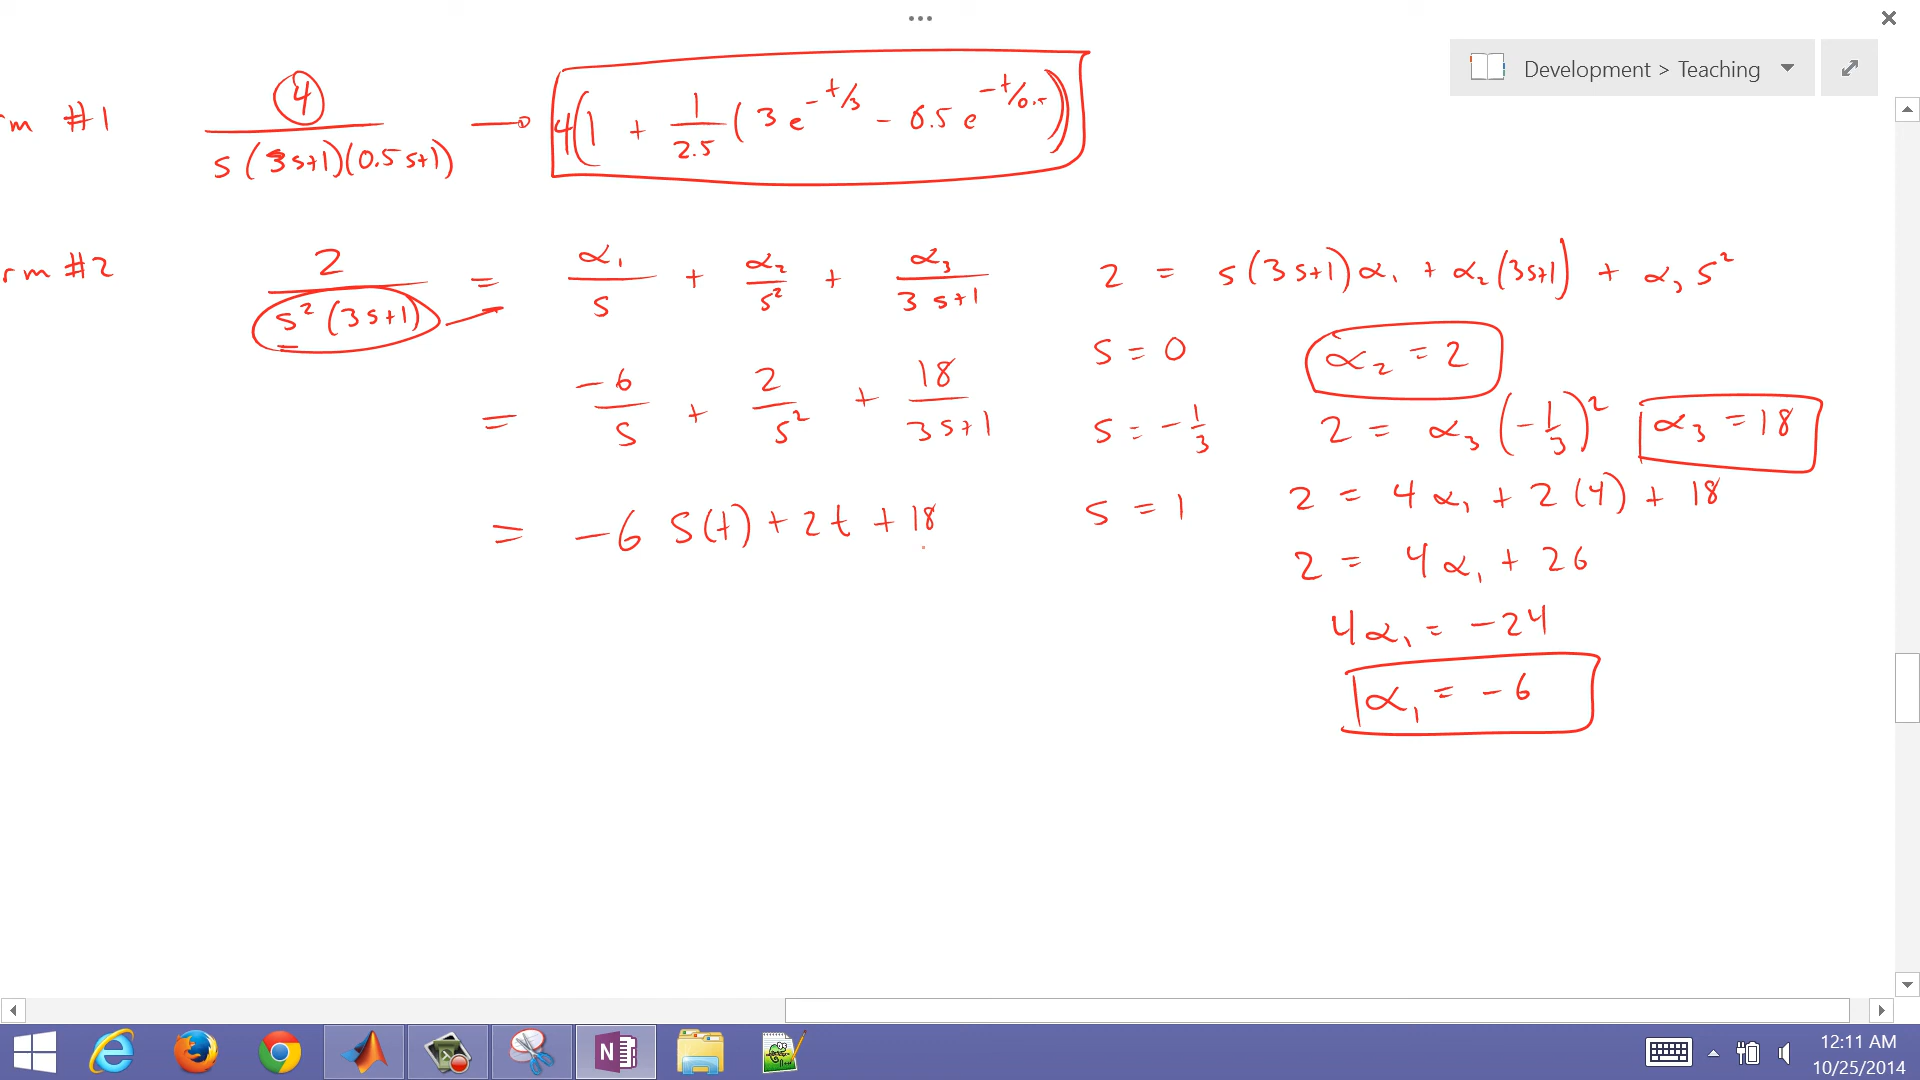 Development > Teaching
rm #1 4/(s(3s+1)(0.5s+1)) → 4(1 + 1/2.5 (3e^{-t/3} - 0.5e^{-t/0.5}))
rm #2 2/(s²(3s+1)) = α₁/s + α₂/s² + α₃/(3s+1)
2 = s(3s+1)α₁ + α₂(3s+1) + α₃s²
= -6/s + 2/s² + 18/(3s+1)
= -6 S(t) + 2t + 18
s = 0 α₂ = 2
s = -1/3 2 = α₃(-1/3)² α₃ = 18
s = 1 2 = 4α₁ + 2(4) + 18
2 = 4α₁ + 26
4α₁ = -24
α₁ = -6
12:11 AM
10/25/2014